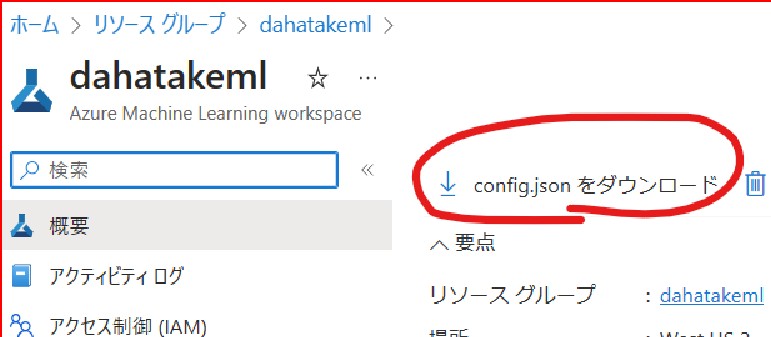 ホーム > リソース グループ > dahatakeml >
dahatakeml ☆ …
Azure Machine Learning workspace
検索 «
config.json をダウンロード
概要
要点
アクティビティ ログ
リソース グループ : dahatakeml
アクセス制御 (IAM)